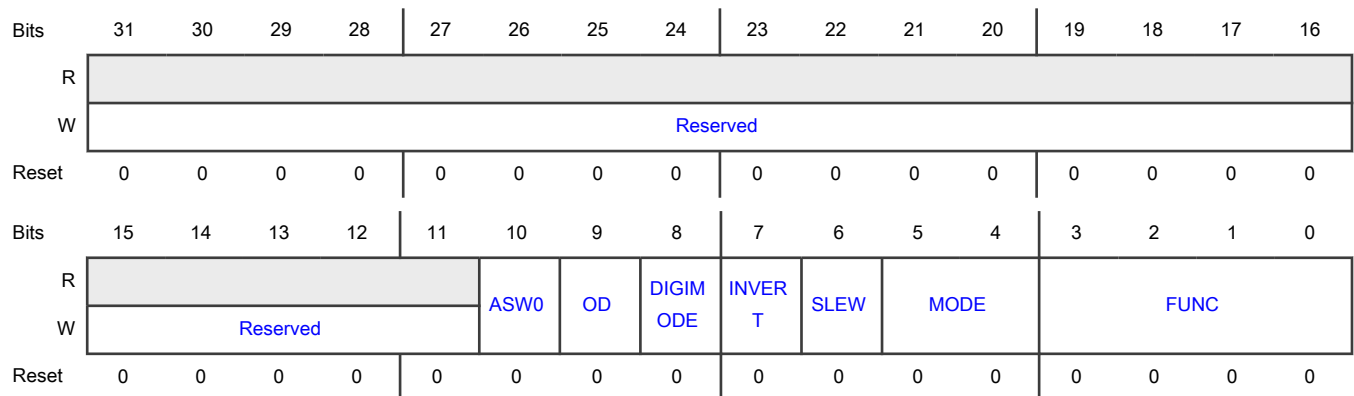 Bits 31 30 29 28 27 26 25 24 23 22 21 20 19 18 17 16
R
W Reserved
Reset 0 0 0 0 0 0 0 0 0 0 0 0 0 0 0 0
Bits 15 14 13 12 11 10 9 8 7 6 5 4 3 2 1 0
R
W Reserved ASW0 OD DIGIM
ODE INVER
T SLEW MODE FUNC
Reset 0 0 0 0 0 0 0 0 0 0 0 0 0 0 0 0